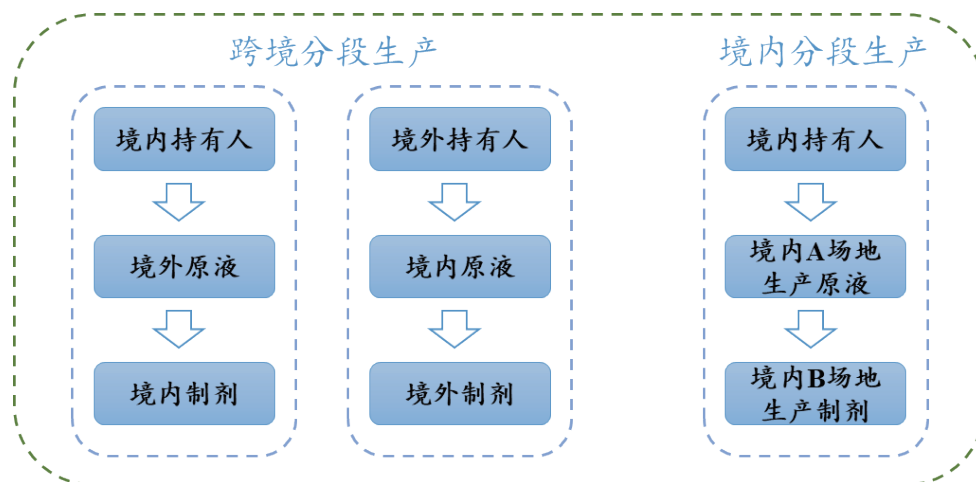 跨境分段生产
境内持有人
境外原液
境内制剂
境外持有人
境内原液
境外制剂
境内分段生产
境内持有人
境内A场地
生产原液
境内B场地
生产制剂